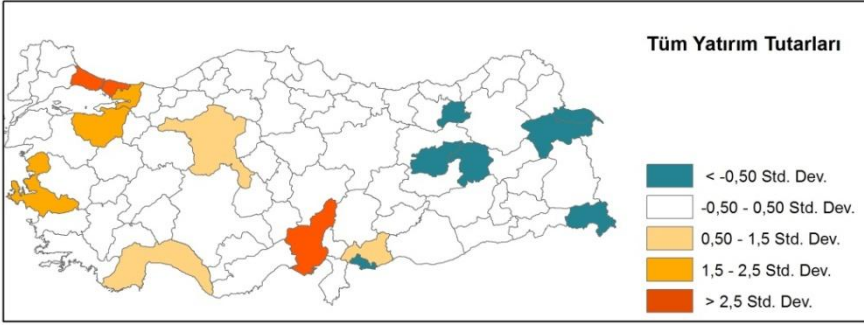 Tüm Yatırım Tutarları
< -0,50 Std. Dev.
-0,50 - 0,50 Std. Dev.
0,50 - 1,5 Std. Dev.
1,5 - 2,5 Std. Dev.
> 2,5 Std. Dev.